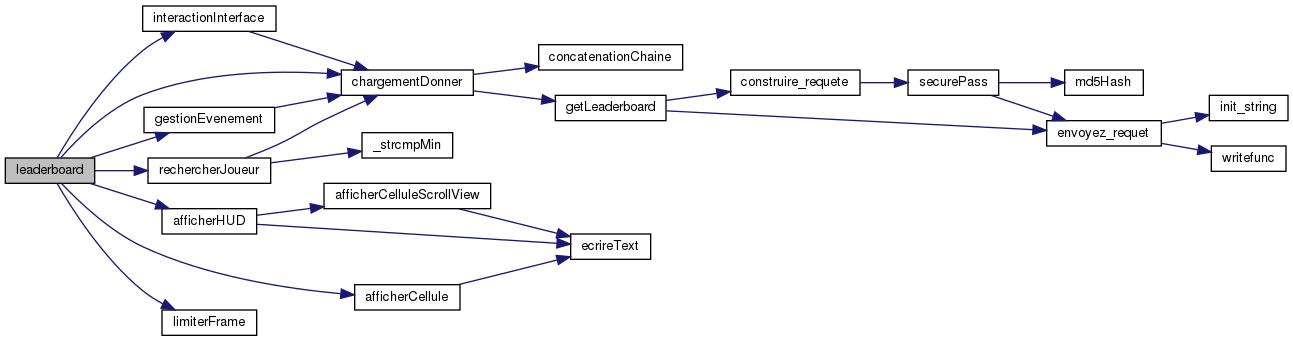 interactionInterface
concatenationChaine
chargementDonner
construire_requete
securePass
md5Hash
getLeaderboard
init_string
gestionEvenement
envoyez_requet
_strcmpMin
writefunc
leaderboard
rechercherJoueur
afficherCelluleScrollView
afficherHUD
ecrireText
afficherCellule
limiterFrame